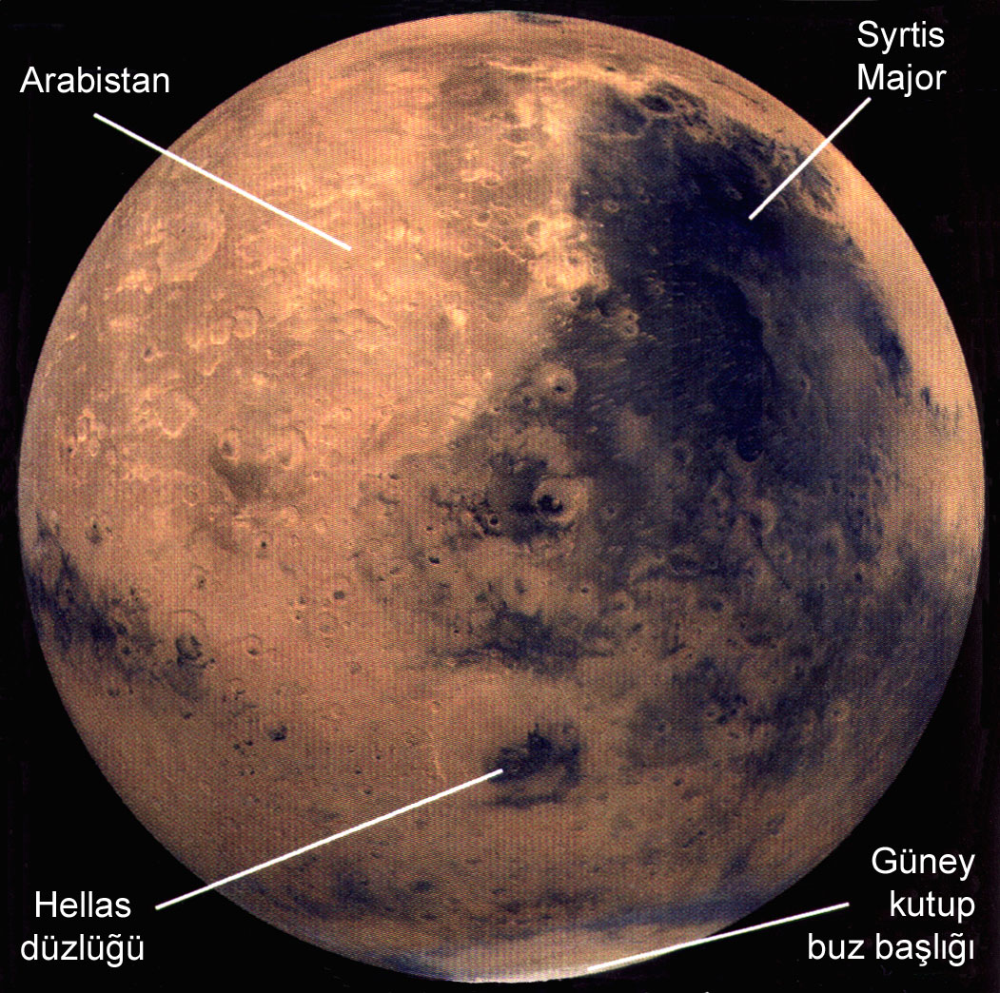 Syrtis
Major
Arabistan
Hellas
düzlüğü
Güney
kutup
buz başlığı